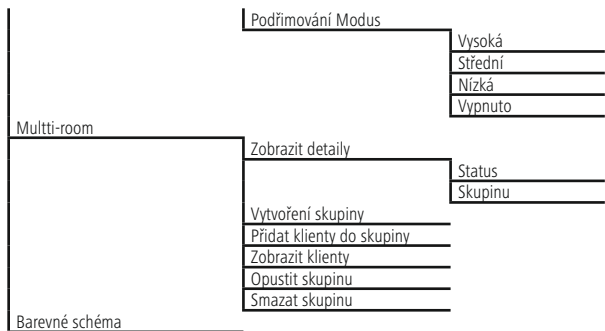 Podřimování Modus
Vysoká
Střední
Nízká
Vypnuto
Multti-room
Zobrazit detaily
Status
Skupinu
Vytvoření skupiny
Přidat klienty do skupiny
Zobrazit klienty
Opustit skupinu
Smazat skupinu
Barevné schéma